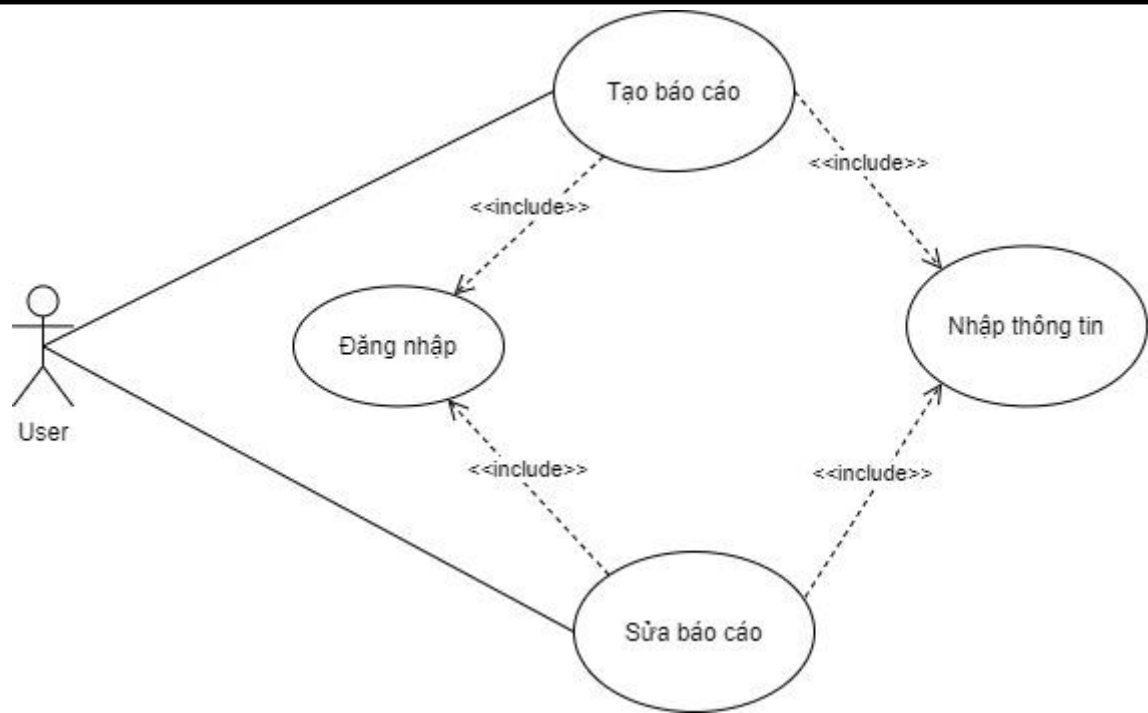 Tạo báo cáo
<<include>>
<<include>>
Đăng nhập
Nhập thông tin
User
<<include>>
<<include>>
Sửa báo cáo